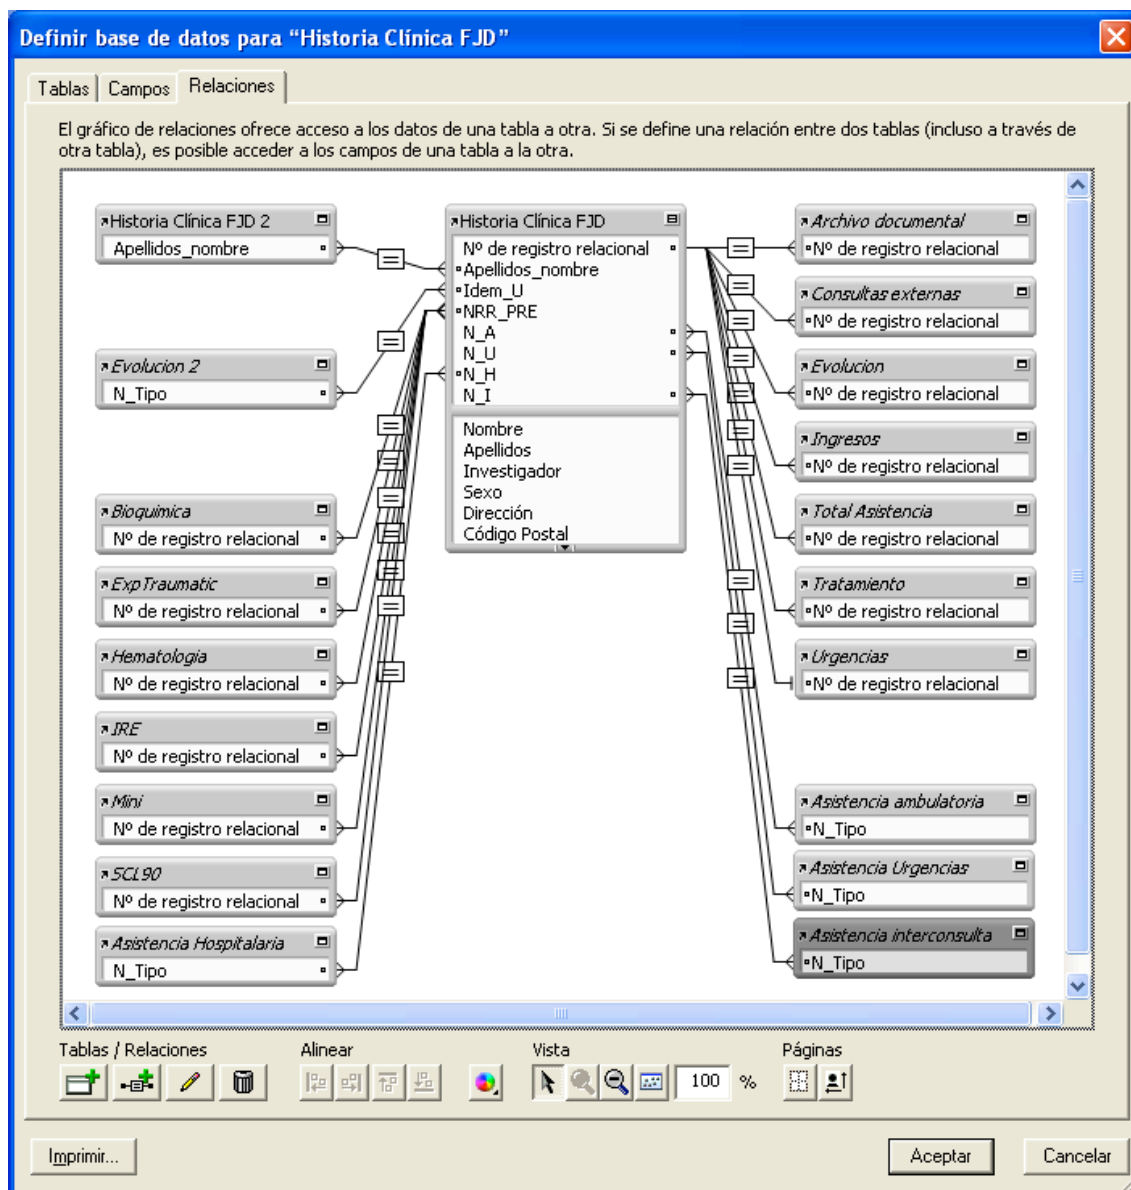 Definir base de datos para “Historia Clínica FJD”
Tablas Campos Relaciones
El gráfico de relaciones ofrece acceso a los datos de una tabla a otra. Si se define una relación entre dos tablas (incluso a través de
otra tabla), es posible acceder a los campos de una tabla a la otra.
Historia Clínica FJD 2
Apellidos_nombre
Evolucion 2
N_Tipo
Bioquimica
Nº de registro relacional
ExpTraumatic
Nº de registro relacional
Hematologia
Nº de registro relacional
IRE
Nº de registro relacional
Mini
Nº de registro relacional
SCL90
Nº de registro relacional
Asistencia Hospitalaria
N_Tipo
Historia Clínica FJD
Nº de registro relacional
Apellidos_nombre
Idem_U
NRR_PRE
N_A
N_U
N_H
N_I
Nombre
Apellidos
Investigador
Sexo
Dirección
Código Postal
Archivo documental
Nº de registro relacional
Consultas externas
Nº de registro relacional
Evolucion
Nº de registro relacional
Ingresos
Nº de registro relacional
Total Asistencia
Nº de registro relacional
Tratamiento
Nº de registro relacional
Urgencias
Nº de registro relacional
Asistencia ambulatoria
N_Tipo
Asistencia Urgencias
N_Tipo
Asistencia interconsulta
N_Tipo
Tablas / Relaciones Alinear Vista Páginas
100 %
Imprimir... Aceptar Cancelar